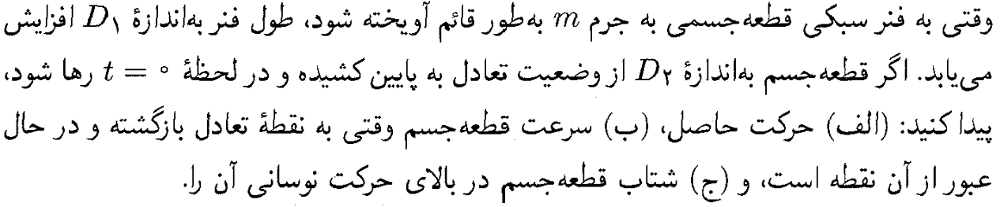 وقتی به فنر سبکی قطعه‌جسمی به جرم m به‌طور قائم آویخته شود، طول فنر به‌اندازهٔ D۱ افزایش
می‌یابد. اگر قطعه‌جسم به‌اندازهٔ D۲ از وضعیت تعادل به پایین کشیده و در لحظهٔ t = ۰ رها شود،
پیدا کنید: (الف) حرکت حاصل، (ب) سرعت قطعه‌جسم وقتی به نقطهٔ تعادل بازگشته و در حال
عبور از آن نقطه است، و (ج) شتاب قطعه‌جسم در بالای حرکت نوسانی آن را.